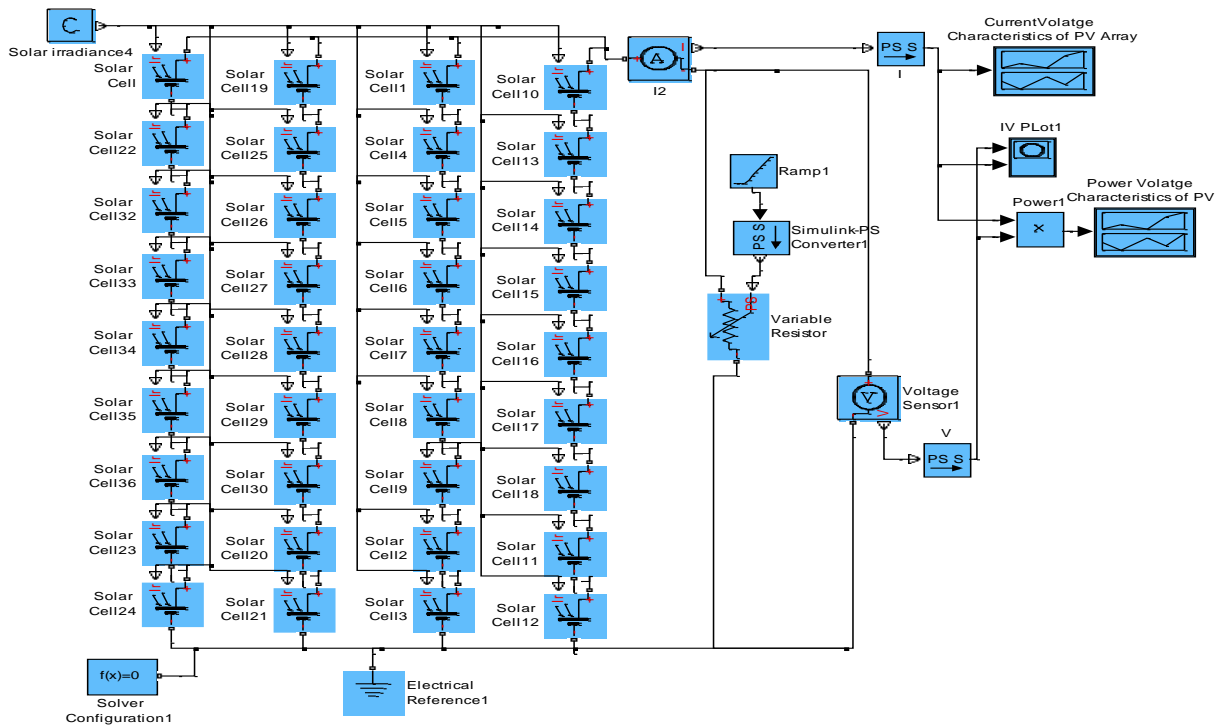 C
Solar irradiance4
Solar
Cell
Solar
Cell22
Solar
Cell32
Solar
Cell33
Solar
Cell34
Solar
Cell35
Solar
Cell36
Solar
Cell23
Solar
Cell24
Solar
Cell19
Solar
Cell25
Solar
Cell26
Solar
Cell27
Solar
Cell28
Solar
Cell29
Solar
Cell30
Solar
Cell20
Solar
Cell21
Solar
Cell1
Solar
Cell4
Solar
Cell5
Solar
Cell6
Solar
Cell7
Solar
Cell8
Solar
Cell9
Solar
Cell2
Solar
Cell3
Solar
Cell10
Solar
Cell13
Solar
Cell14
Solar
Cell15
Solar
Cell16
Solar
Cell17
Solar
Cell18
Solar
Cell11
Solar
Cell12
A
I
I2
PS S
I
CurrentVolatge
Characteristics of PV Array
IV PLot1
Power Volatge
Characteristics of PV
Power1
×
Ramp1
PS S
Simulink-PS
Converter1
PS
Variable
Resistor
V
V
Voltage
Sensor1
V
PS S
f(x)=0
Solver
Configuration1
Electrical
Reference1